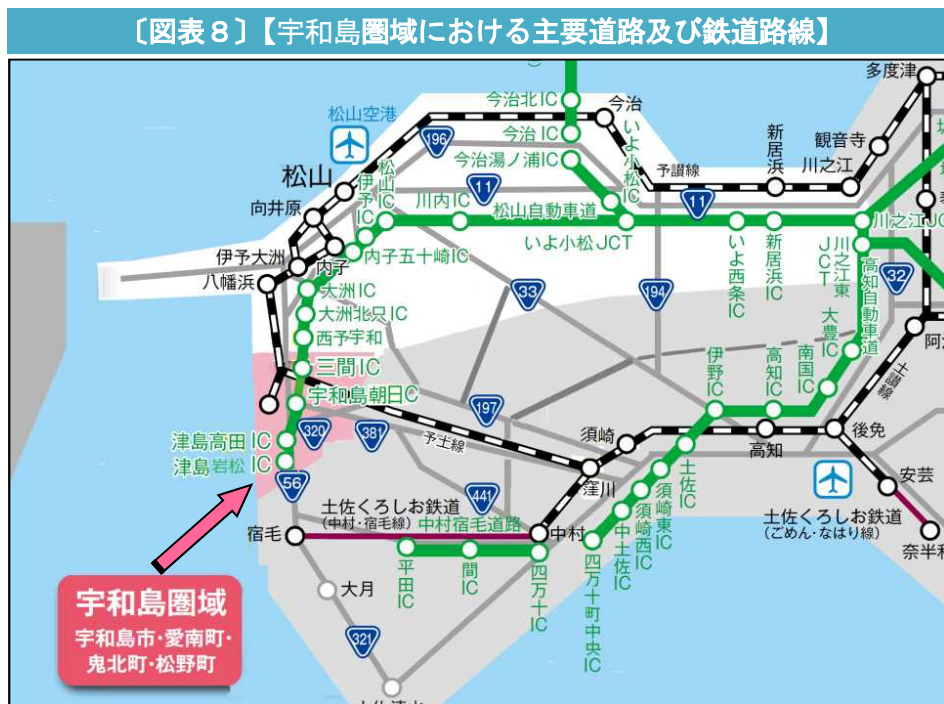 〔図表８〕【宇和島圏域における主要道路及び鉄道路線】
多度津
今治北IC
今治
松山空港
196
今治IC
いよ小松IC
観音寺
新居浜
川之江
今治湯ノ浦IC
予讃線
松山
松山IC
伊予IC
11
川内IC
松山自動車道
11
向井原
川之江JC
いよ小松JCT
いよ西条IC
新居浜IC
川之江東JCT
高知自動車道
伊予大洲
内子
内子五十崎IC
八幡浜
32
大洲IC
33
194
大洲北只IC
大豊IC
西予宇和
南国IC
土讃線
三間IC
伊野IC
高知IC
宇和島朝日C
197
320
381
予土線
須崎
高知
後免
津島高田IC
津島岩松IC
土佐IC
窪川
須崎東IC
安芸
56
441
須崎西IC
土佐くろしお鉄道
（中村・宿毛線）
中村宿毛道路
中土佐IC
土佐くろしお鉄道
（ごめん・なはり線）
宿毛
中村
平田IC
間IC
四万十IC
四万十町中央IC
大月
321
宇和島圏域
宇和島市・愛南町・
鬼北町・松野町